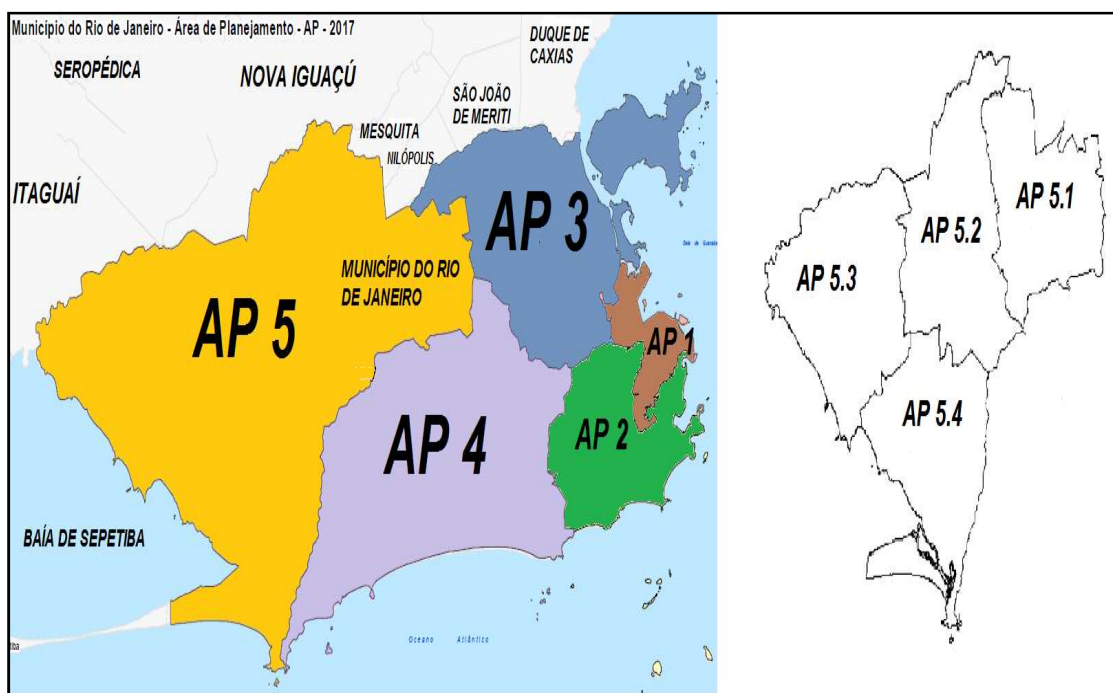 Município do Rio de Janeiro - Área de Planejamento - AP - 2017
DUQUE DE
CAXIAS
SEROPÉDICA
NOVA IGUAÇÚ
SÃO JOÃO
DE MERITI
MESQUITA
NILÓPOLIS
ITAGUAÍ
AP 3
MUNICÍPIO DO RIO
DE JANEIRO
AP 5
AP 1
AP 4
AP 2
BAÍA DE SEPETIBA
Oceano Atlântico
AP 5.1
AP 5.2
AP 5.3
AP 5.4